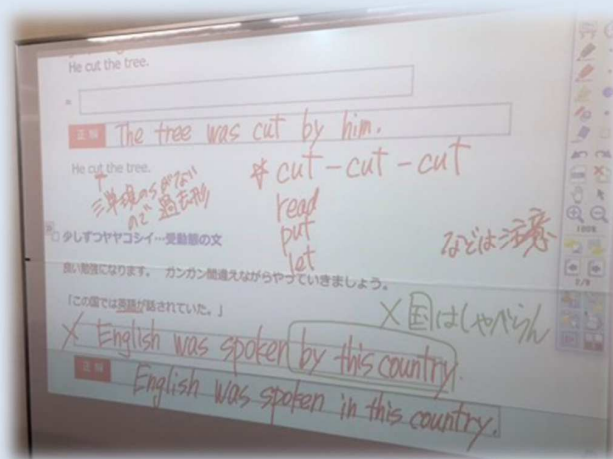 He cut the tree.
=
正解 The tree was cut by him.
He cut the tree.
↑
三単現のsがない
ので過去形
* cut-cut-cut
read
put
let
などは注意
少しずつヤヤコシイ…受動態の文
良い勉強になります。 ガンガン間違えながらやっていきましょう。
「この国では英語が話されていた。」
×国はしゃべらん
× English was spoken by this country.
正解 English was spoken in this country.
100%